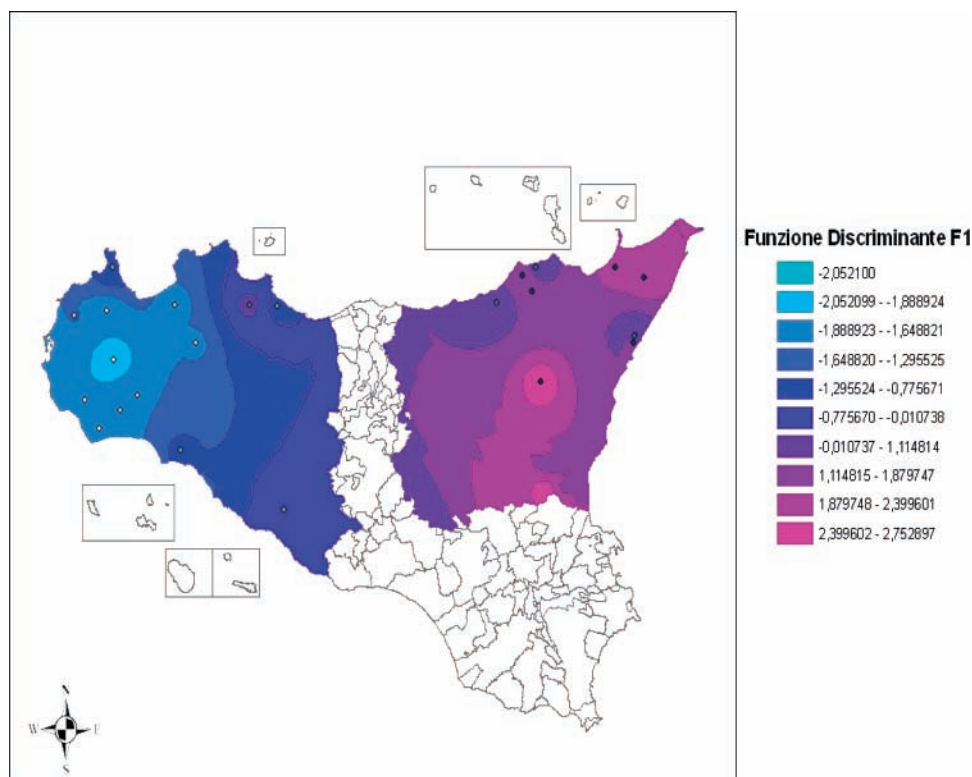 Funzione Discriminante F1
-2,052100
-2,052099 - -1,888924
-1,888923 - -1,648821
-1,648820 - -1,295525
-1,295524 - -0,775671
-0,775670 - -0,010738
-0,010737 - 1,114814
1,114815 - 1,879747
1,879748 - 2,399601
2,399602 - 2,752897
N
W E
S